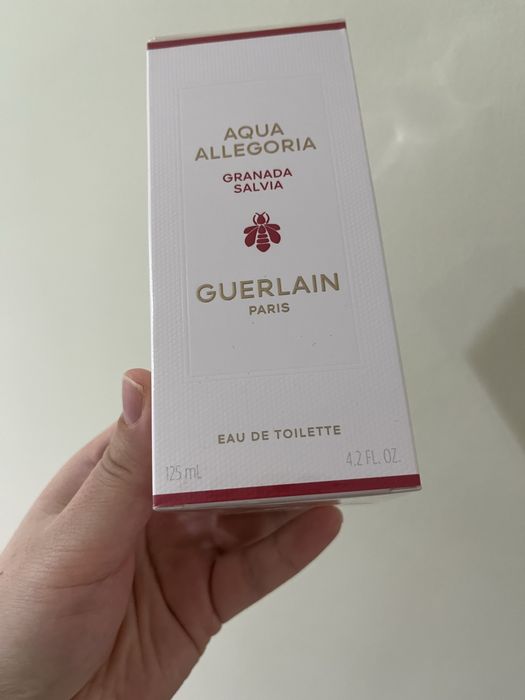 AQUA
ALLEGORIA
GRANADA
SALVIA
GUERLAIN
PARIS
EAU DE TOILETTE
125 mL
4.2 FL. OZ.